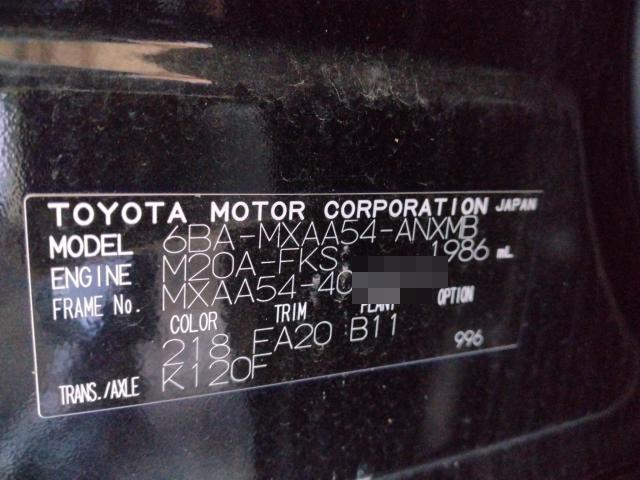 TOYOTA MOTOR CORPORATION JAPAN
MODEL 6BA-MXAA54-ANXMB
ENGINE M20A-FKS 1986 mL
FRAME No. MXAA54-40
COLOR TRIM PLANT OPTION
218 FA20 B11 996
TRANS./AXLE K120F